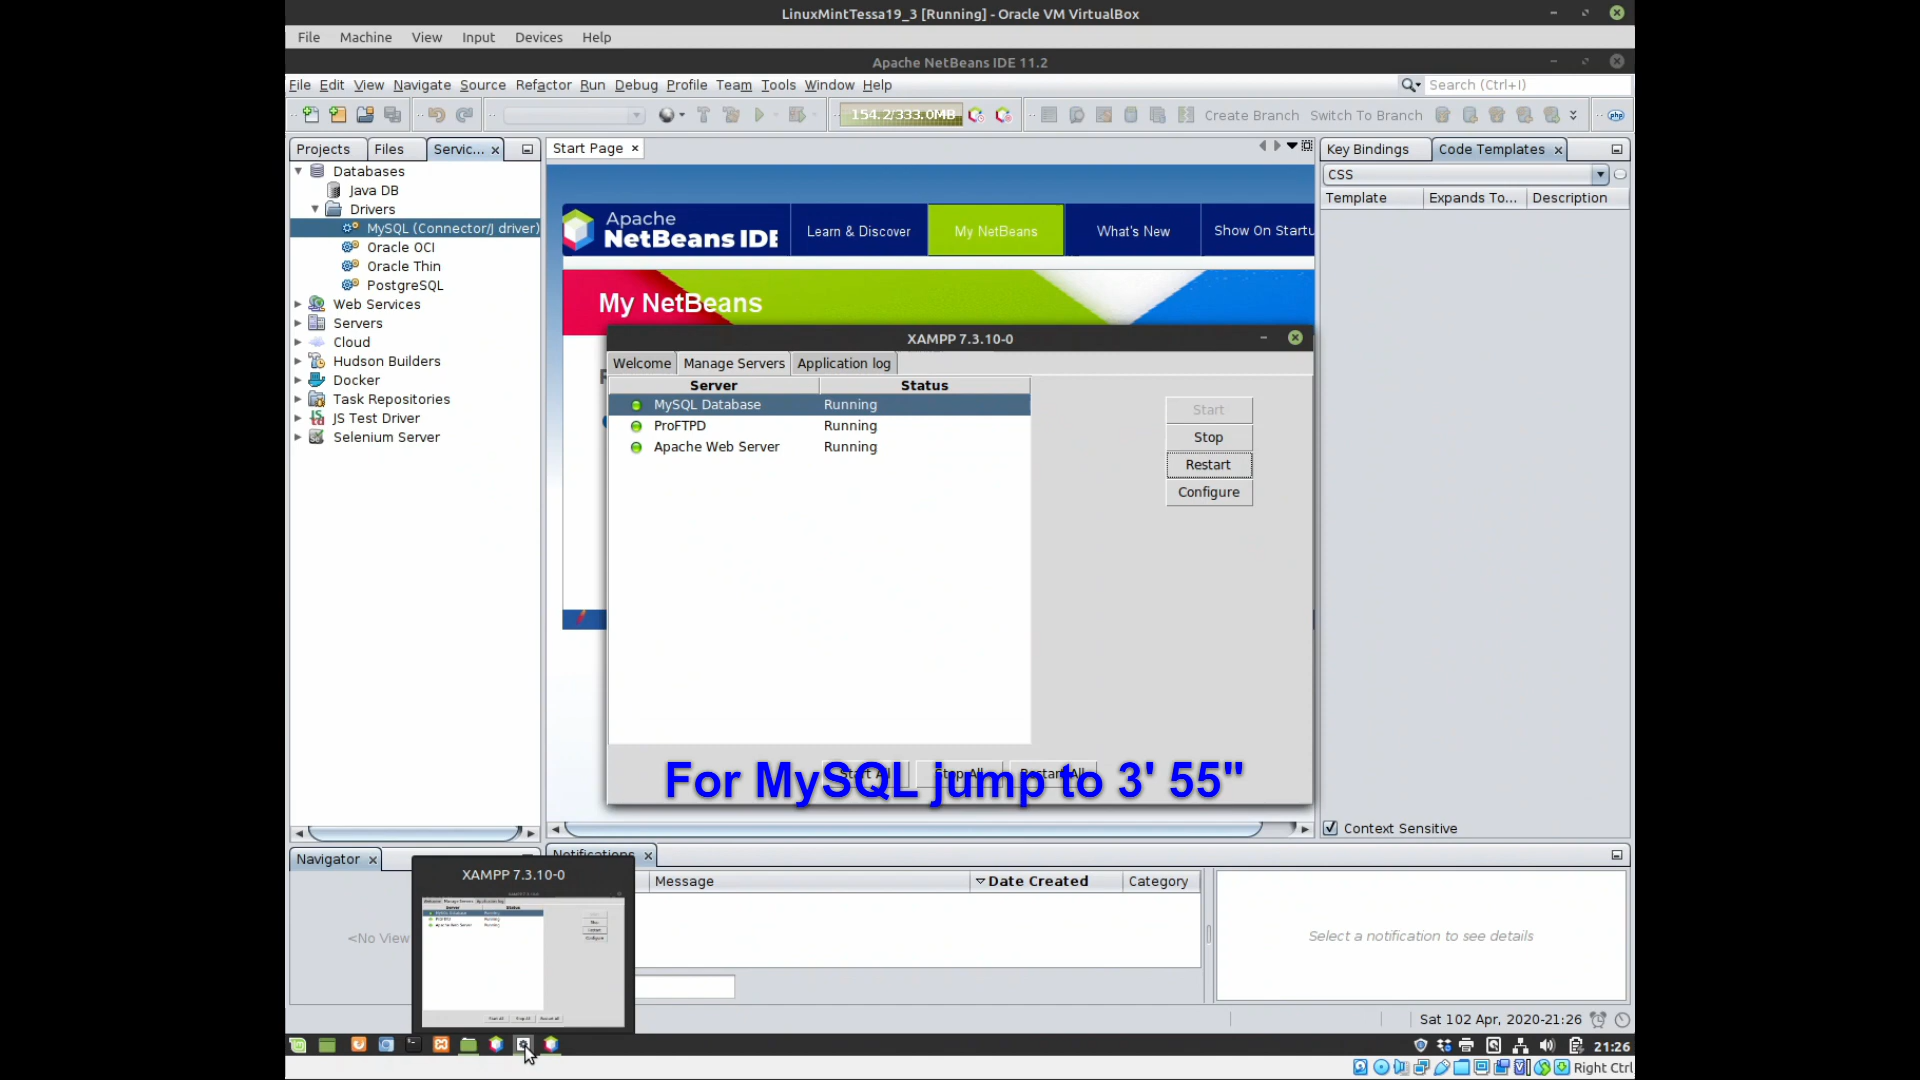 LinuxMintTessa19_3 [Running] - Oracle VM VirtualBox
File Machine View Input Devices Help
Apache NetBeans IDE 11.2
File Edit View Navigate Source Refactor Run Debug Profile Team Tools Window Help
Search (Ctrl+I)
154.2/333.0MB
Create Branch Switch To Branch
php
Projects Files Servic...
Start Page
Key Bindings Code Templates
Databases
Java DB
Drivers
MySQL (Connector/J driver)
Oracle OCI
Oracle Thin
PostgreSQL
Web Services
Servers
Cloud
Hudson Builders
Docker
Task Repositories
JS Test Driver
Selenium Server
Apache
NetBeans IDE
Learn & Discover My NetBeans What's New Show On Startu
My NetBeans
CSS
Template Expands To... Description
XAMPP 7.3.10-0
Welcome Manage Servers Application log
Server Status
MySQL Database Running
ProFTPD Running
Apache Web Server Running
Start
Stop
Restart
Configure
Start All Stop All Restart All
For MySQL jump to 3' 55"
Context Sensitive
Navigator
Notifications
<No View
Message Date Created Category
Select a notification to see details
XAMPP 7.3.10-0
Sat 102 Apr, 2020-21:26
21:26
Right Ctrl